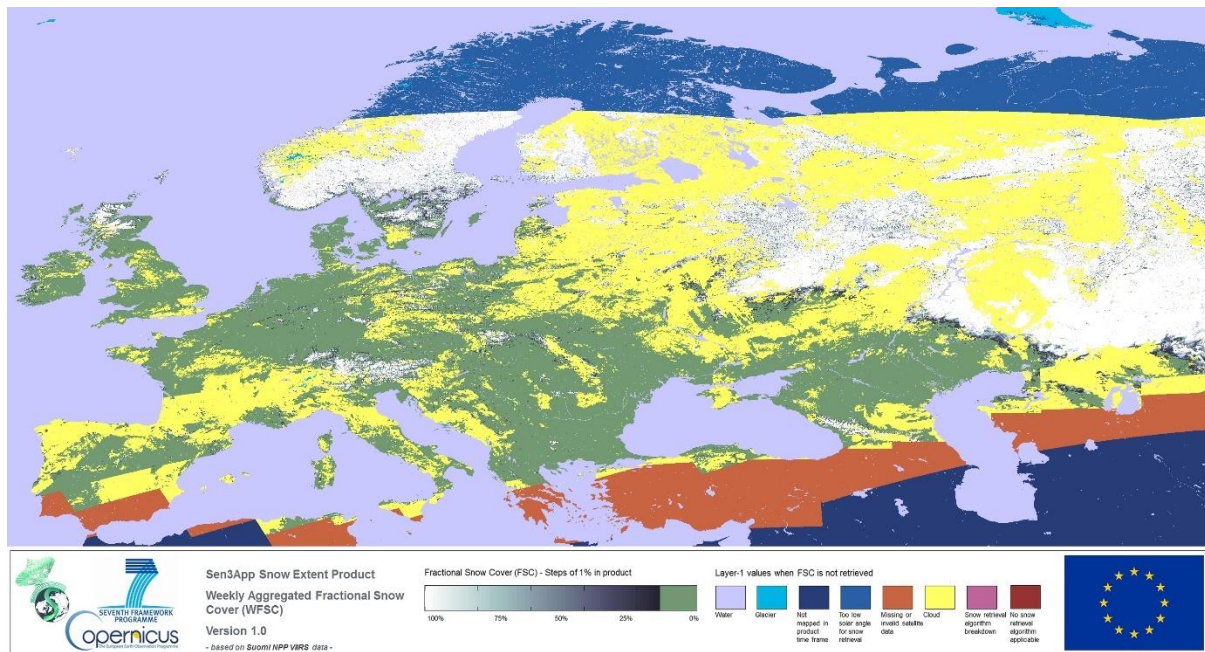 Sen3App Snow Extent Product
Weekly Aggregated Fractional Snow
Cover (WFSC)
Version 1.0
- based on Suomi NPP VIIRS data -
SEVENTH FRAMEWORK
PROGRAMME
Copernicus
The European Earth Observation Programme
Fractional Snow Cover (FSC) - Steps of 1% in product
100% 75% 50% 25% 0%
Layer-1 values when FSC is not retrieved
Water
Glacier
Not
mapped in
product
time frame
Too low
solar angle
for snow
retrieval
Missing or
invalid satellite
data
Cloud
Snow retrieval
algorithm
breakdown
No snow
retrieval
algorithm
applicable